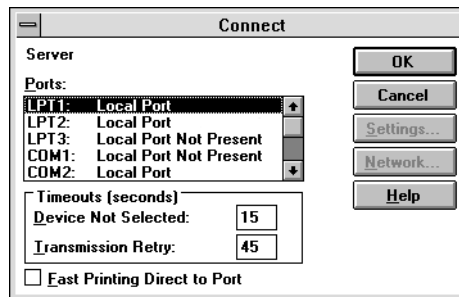 Connect
Server
Ports:
LPT1: Local Port
LPT2: Local Port
LPT3: Local Port Not Present
COM1: Local Port Not Present
COM2: Local Port
Timeouts (seconds)
Device Not Selected: 15
Transmission Retry: 45
Fast Printing Direct to Port
OK
Cancel
Settings...
Network...
Help